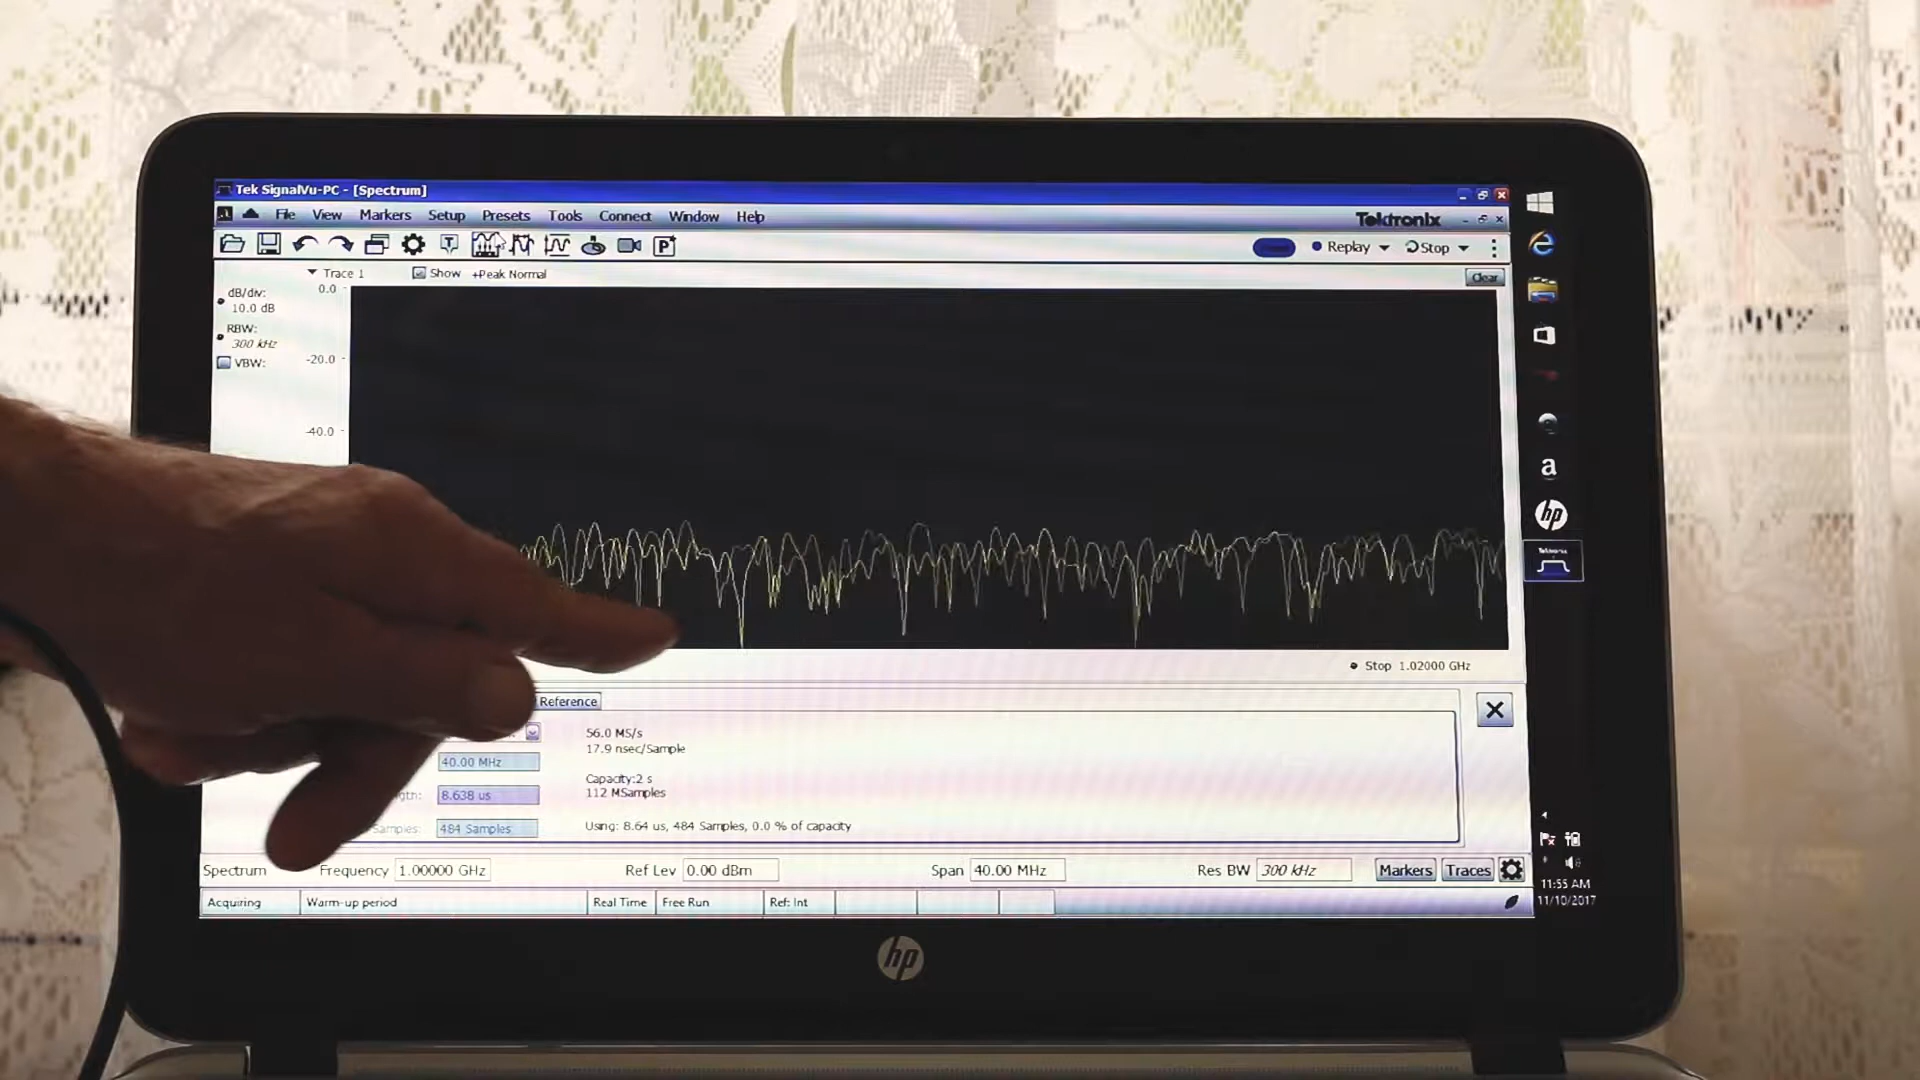 Tek SignalVu-PC - [Spectrum]
File View Markers Setup Presets Tools Connect Window Help
Tektronix
T
P
Replay
Stop
Trace 1
Show
+Peak Normal
Clear
dB/div:
10.0 dB
RBW:
300 kHz
VBW:
0.0
-20.0
-40.0
a
hp
Tektronix
Stop 1.02000 GHz
Reference
56.0 MS/s
17.9 nsec/Sample
40.00 MHz
Capacity:2 s
112 MSamples
gth:
8.638 us
Samples:
484 Samples
Using: 8.64 us, 484 Samples, 0.0 % of capacity
Spectrum
Frequency 1.00000 GHz
Ref Lev 0.00 dBm
Span 40.00 MHz
Res BW 300 kHz
Markers
Traces
Acquiring
Warm-up period
Real Time
Free Run
Ref: Int
11:55 AM
11/10/2017
hp